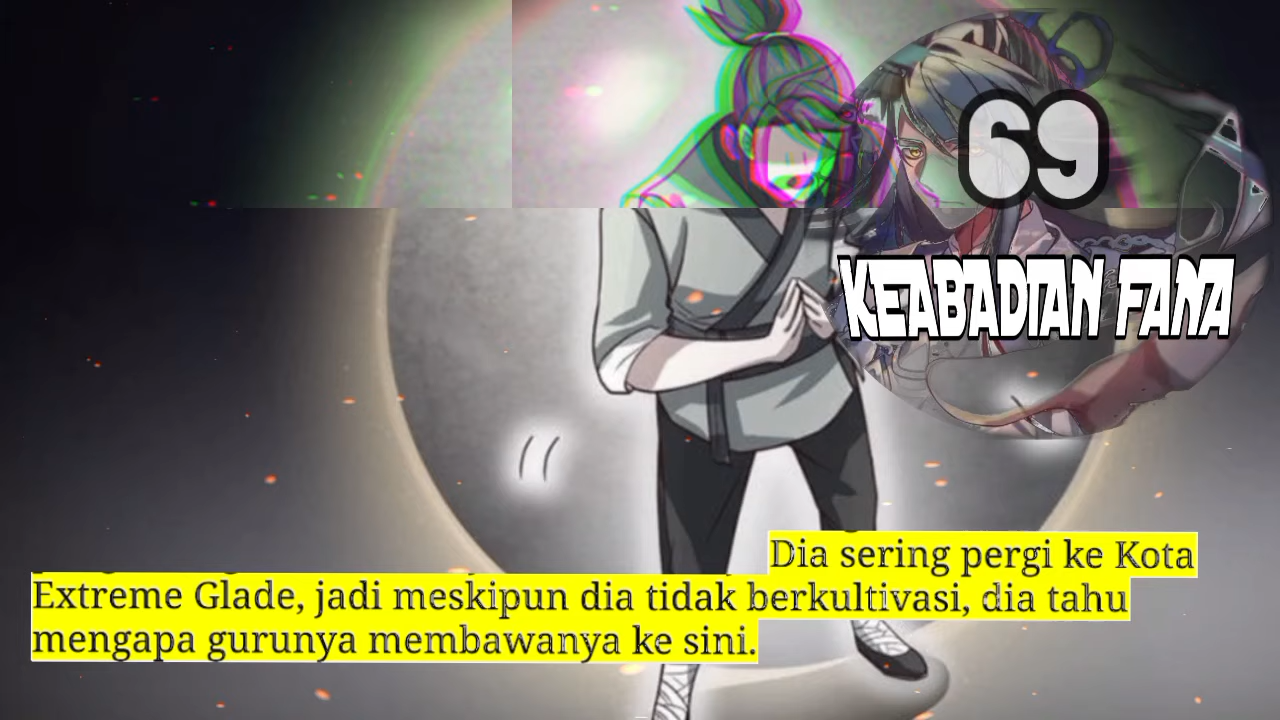 69
KEABADIAN FANA
Dia sering pergi ke Kota
Extreme Glade, jadi meskipun dia tidak berkultivasi, dia tahu
mengapa gurunya membawanya ke sini.